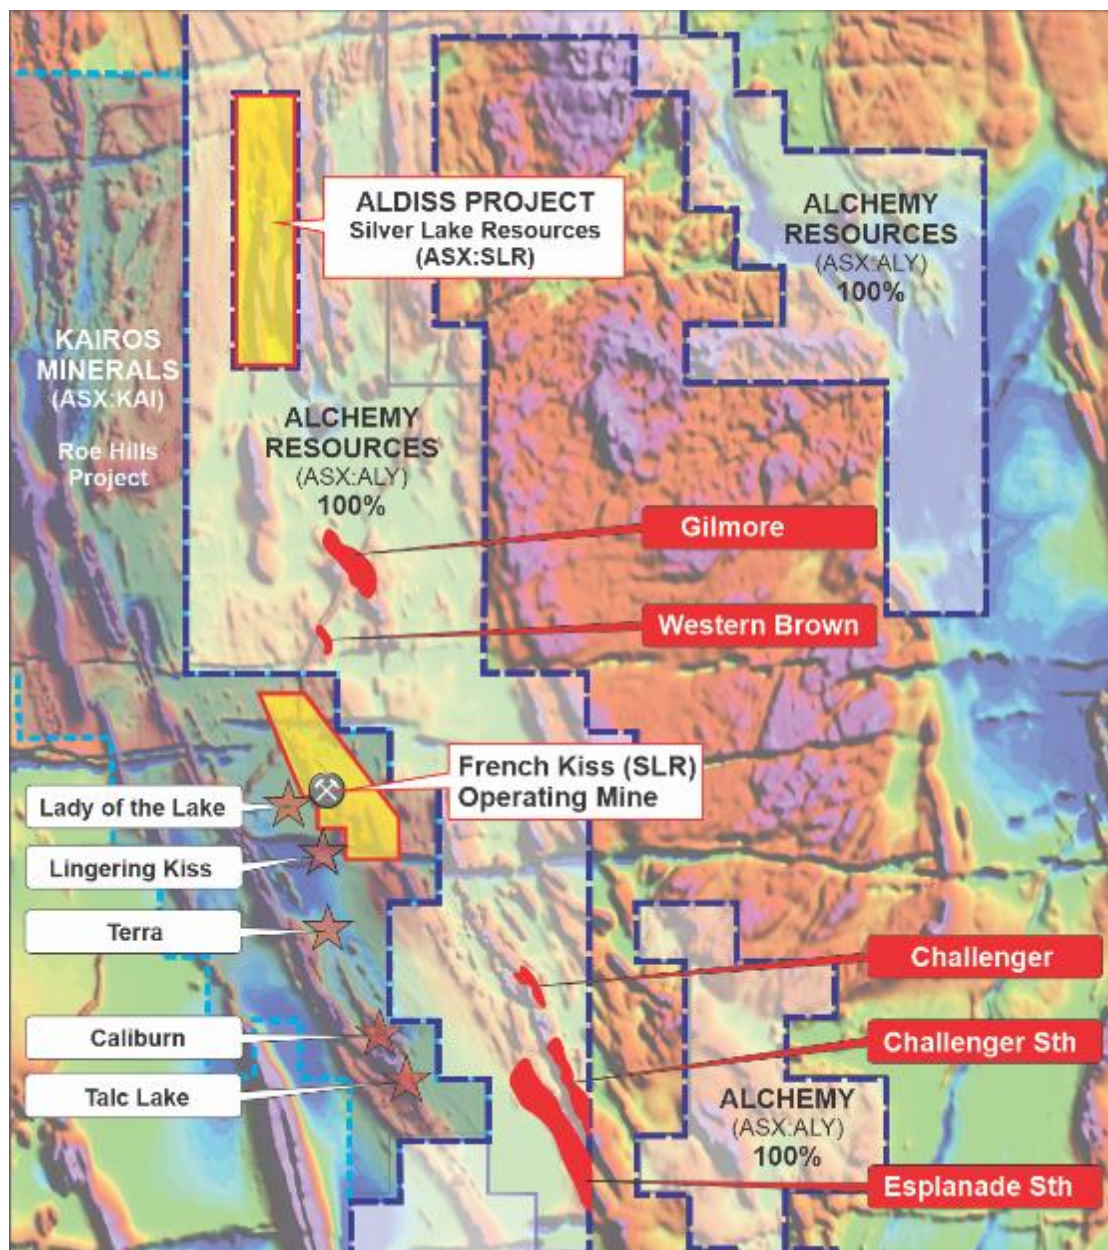 ALDISS PROJECT
Silver Lake Resources
(ASX:SLR)
ALCHEMY
RESOURCES
(ASX:ALY)
100%
KAIROS
MINERALS
(ASX:KAI)
Roe Hills
Project
ALCHEMY
RESOURCES
(ASX:ALY)
100%
Gilmore
Western Brown
French Kiss (SLR)
Operating Mine
Lady of the Lake
Lingering Kiss
Terra
Challenger
Caliburn
Challenger Sth
Talc Lake
ALCHEMY
(ASX:ALY)
100%
Esplanade Sth